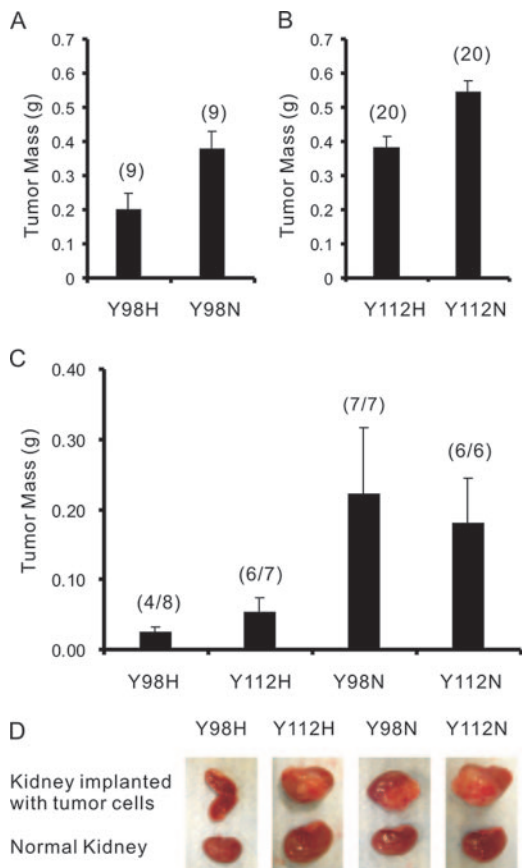 A
Tumor Mass (g)
0.7
0.6
0.5
0.4
0.3
0.2
0.1
0
(9)
(9)
Y98H Y98N
B
Tumor Mass (g)
0.7
0.6
0.5
0.4
0.3
0.2
0.1
0
(20)
(20)
Y112H Y112N
C
Tumor Mass (g)
0.40
0.30
0.20
0.10
0.00
(4/8)
(6/7)
(7/7)
(6/6)
Y98H Y112H Y98N Y112N
D
Y98H Y112H Y98N Y112N
Kidney implanted
with tumor cells
Normal Kidney